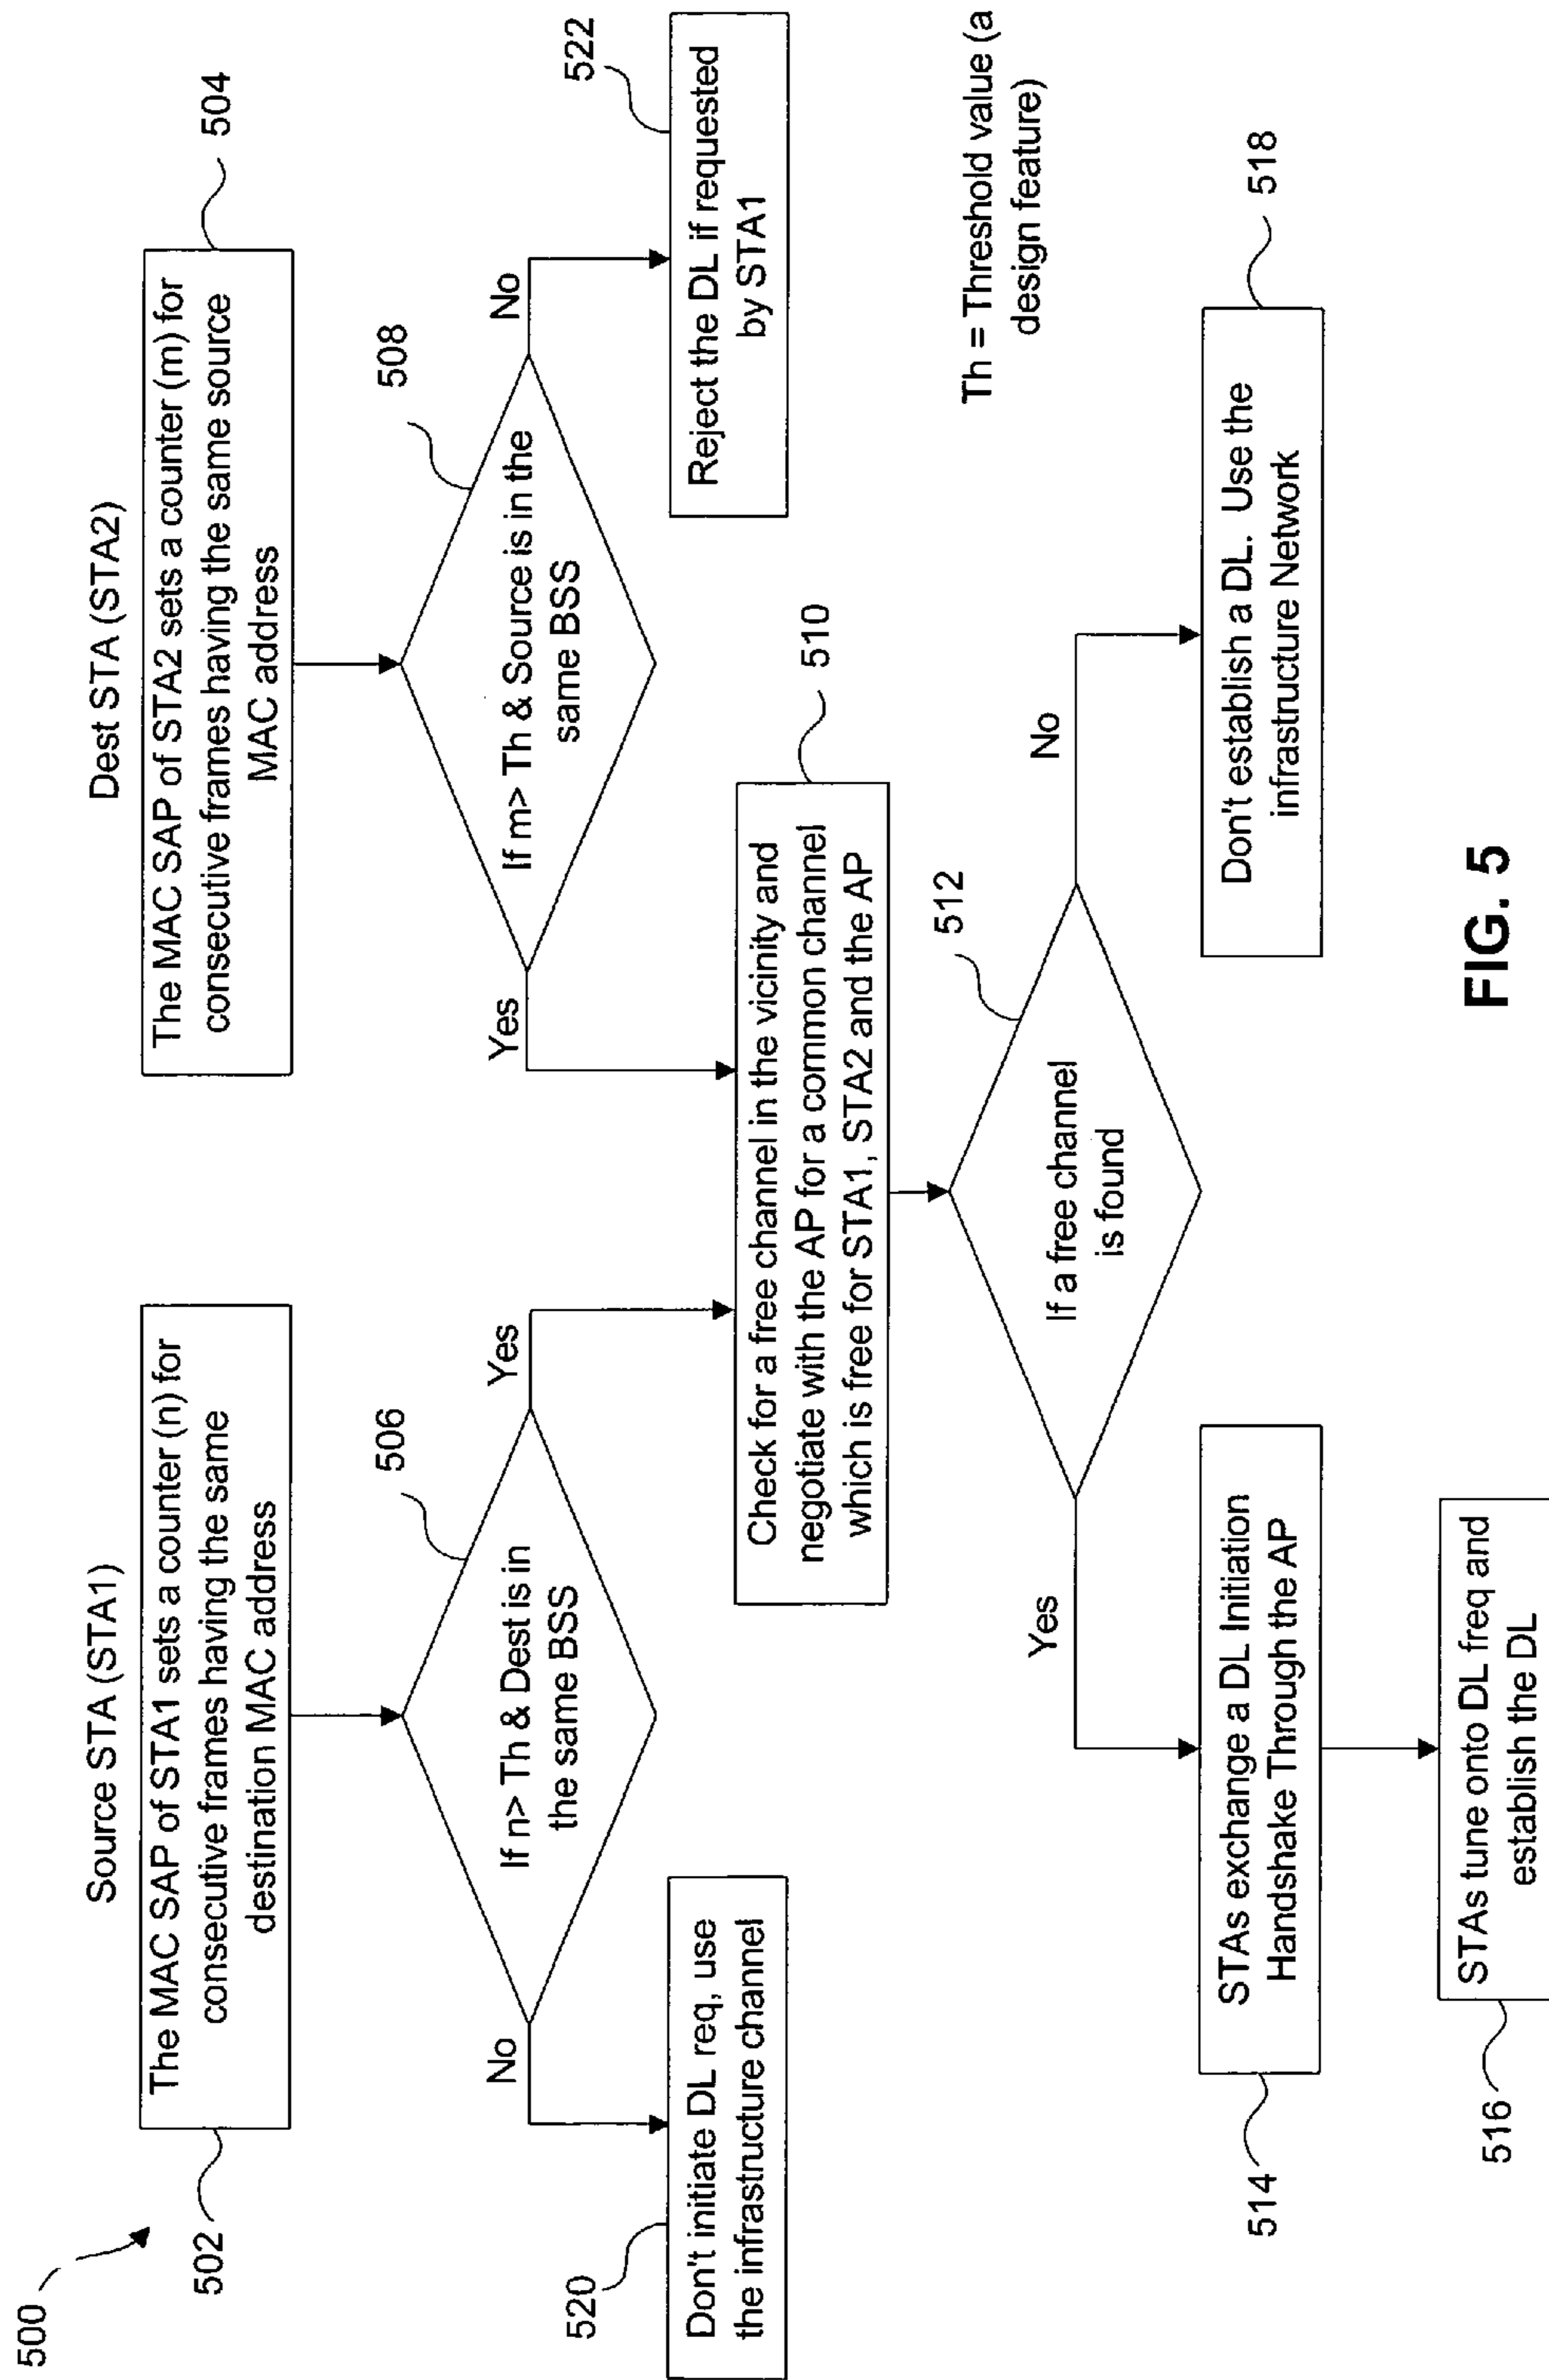 500
Source STA (STA1)
502
The MAC SAP of STA1 sets a counter (n) for
consecutive frames having the same
destination MAC address
506
If n> Th & Dest is in
the same BSS
No
Yes
520
Don't initiate DL req, use
the infrastructure channel
Dest STA (STA2)
504
The MAC SAP of STA2 sets a counter (m) for
consecutive frames having the same source
MAC address
508
If m> Th & Source is in the
same BSS
Yes
No
522
Reject the DL if requested
by STA1
510
Check for a free channel in the vicinity and
negotiate with the AP for a common channel
which is free for STA1, STA2 and the AP
Th = Threshold value (a
design feature)
512
If a free channel
is found
Yes
No
514
STAs exchange a DL Initiation
Handshake Through the AP
518
Don't establish a DL. Use the
infrastructure Network
516
STAs tune onto DL freq and
establish the DL
FIG. 5